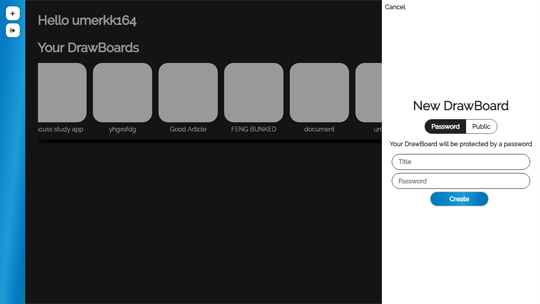 Hello umerkk164
Your DrawBoards
cuss study app
yhgxsfdg
Good Article
FENG BUNKED
document
un
Cancel
New DrawBoard
Password
Public
Your DrawBoard will be protected by a password
Title
Password
Create